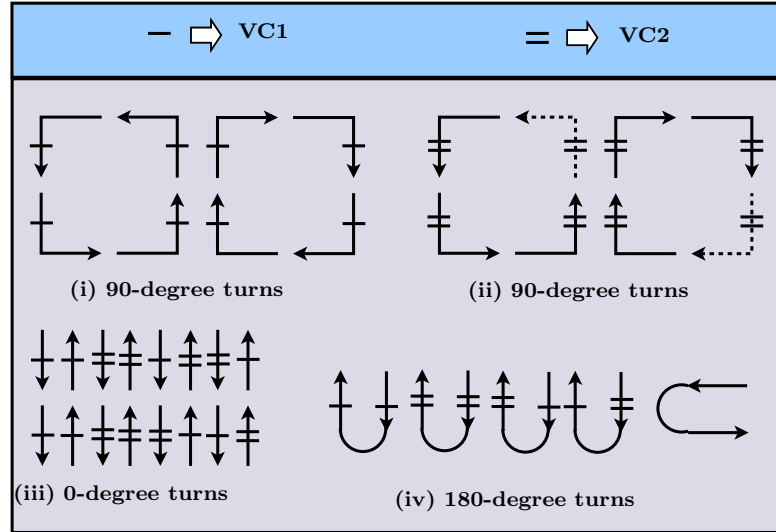 VC1
VC2
(i) 90-degree turns
(ii) 90-degree turns
(iii) 0-degree turns
(iv) 180-degree turns